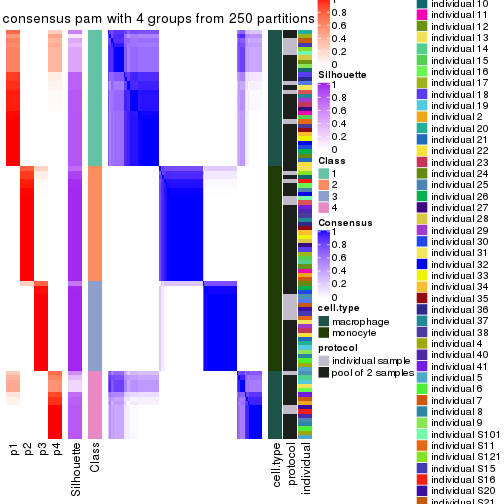 consensus pam with 4 groups from 250 partitions
p1
p2
p3
p4
Silhouette
Class
cell.type
protocol
individual
0.8
0.6
0.4
0.2
0
Silhouette
1
0.8
0.6
0.4
0.2
0
Class
1
2
3
4
Consensus
1
0.8
0.6
0.4
0.2
0
cell.type
macrophage
monocyte
protocol
individual sample
pool of 2 samples
individual 10
individual 11
individual 12
individual 13
individual 14
individual 15
individual 16
individual 17
individual 18
individual 19
individual 2
individual 20
individual 21
individual 22
individual 23
individual 24
individual 25
individual 26
individual 27
individual 28
individual 29
individual 30
individual 31
individual 32
individual 33
individual 34
individual 35
individual 36
individual 37
individual 38
individual 4
individual 40
individual 41
individual 5
individual 6
individual 7
individual 8
individual 9
individual S101
individual S11
individual S121
individual S15
individual S16
individual S20
individual S21